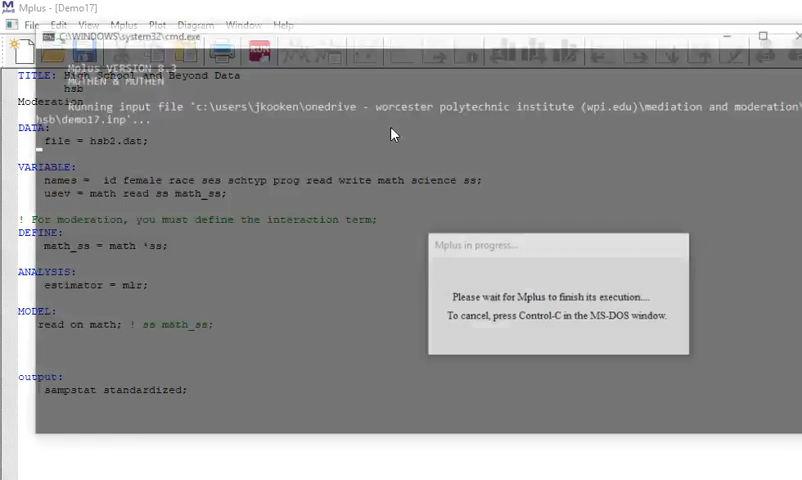 Mplus - [Demo17]
File Edit View Mplus Plot Diagram Window Help
C:\WINDOWS\system32\cmd.exe
RUN
Mplus VERSION 8.3
MUTHEN & MUTHEN
Running input file 'c:\users\jkooken\onedrive - worcester polytechnic institute (wpi.edu)\mediation and moderation\
hsb\demo17.inp'...
TITLE: High School and Beyond Data
hsb
Moderation
DATA:
file = hsb2.dat;
VARIABLE:
names = id female race ses schtyp prog read write math science ss;
usev = math read ss math_ss;
! For moderation, you must define the interaction term;
DEFINE:
math_ss = math *ss;
ANALYSIS:
estimator = mlr;
MODEL:
read on math; ! ss math_ss;
output:
sampstat standardized;
Mplus in progress...
Please wait for Mplus to finish its execution....
To cancel, press Control-C in the MS-DOS window.